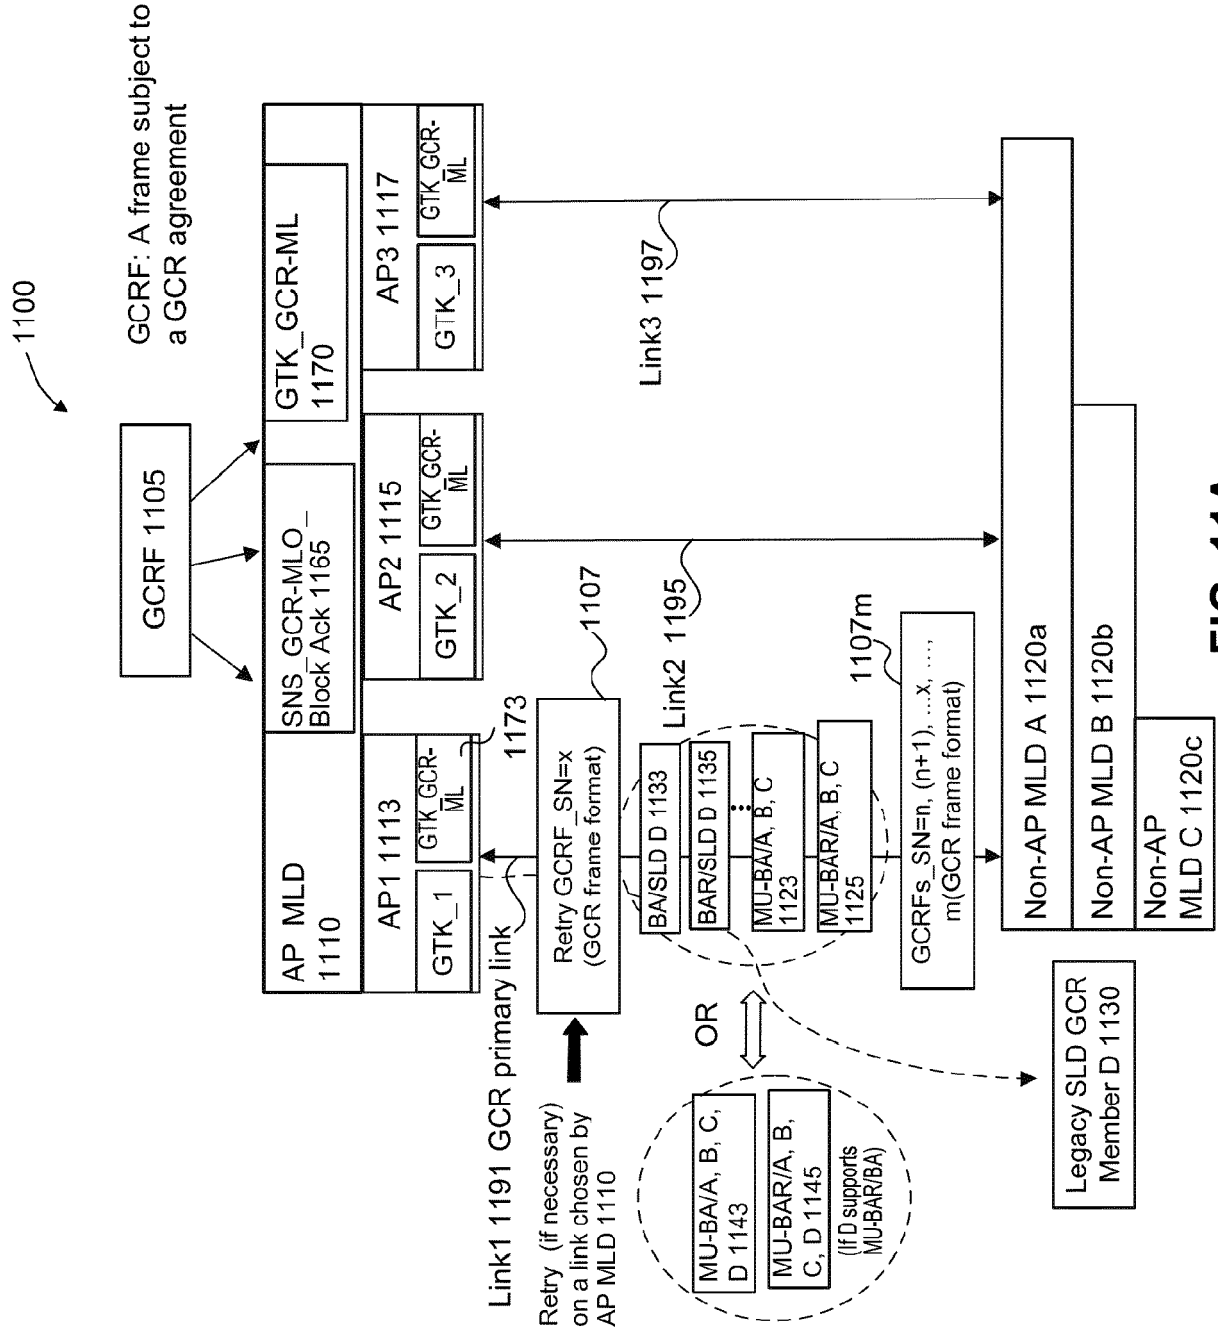 1100
GCRF: A frame subject to
a GCR agreement
GCRF 1105
AP MLD
1110
SNS_GCR-MLO_
Block Ack 1165
GTK_GCR-ML
1170
AP1 1113
GTK_1
GTK_GCR-
ML
1173
AP2 1115
GTK_2
GTK_GCR-
ML
AP3 1117
GTK_3
GTK_GCR-
ML
Link1 1191 GCR primary link
Retry (if necessary)
on a link chosen by
AP MLD 1110
Retry GCRF_SN=x
(GCR frame format)
1107
Link2 1195
Link3 1197
BA/SLD D 1133
BAR/SLD D 1135
MU-BA/A, B, C
1123
MU-BAR/A, B, C
1125
OR
MU-BA/A, B, C,
D 1143
MU-BAR/A, B,
C, D 1145
(If D supports
MU-BAR/BA)
1107m
GCRFs_SN=n, (n+1), ...x, ....,
m(GCR frame format)
Legacy SLD GCR
Member D 1130
Non-AP MLD A 1120a
Non-AP MLD B 1120b
Non-AP
MLD C 1120c